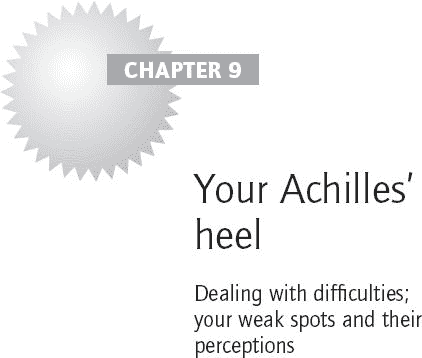 CHAPTER 9
Your Achilles’
heel
Dealing with difficulties;
your weak spots and their
perceptions